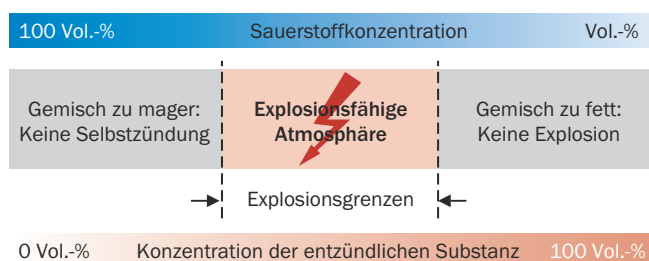 100 Vol.-% Sauerstoffkonzentration Vol.-%
Gemisch zu mager:
Keine Selbstzündung
Explosionsfähige
Atmosphäre
Gemisch zu fett:
Keine Explosion
Explosionsgrenzen
0 Vol.-% Konzentration der entzündlichen Substanz 100 Vol.-%